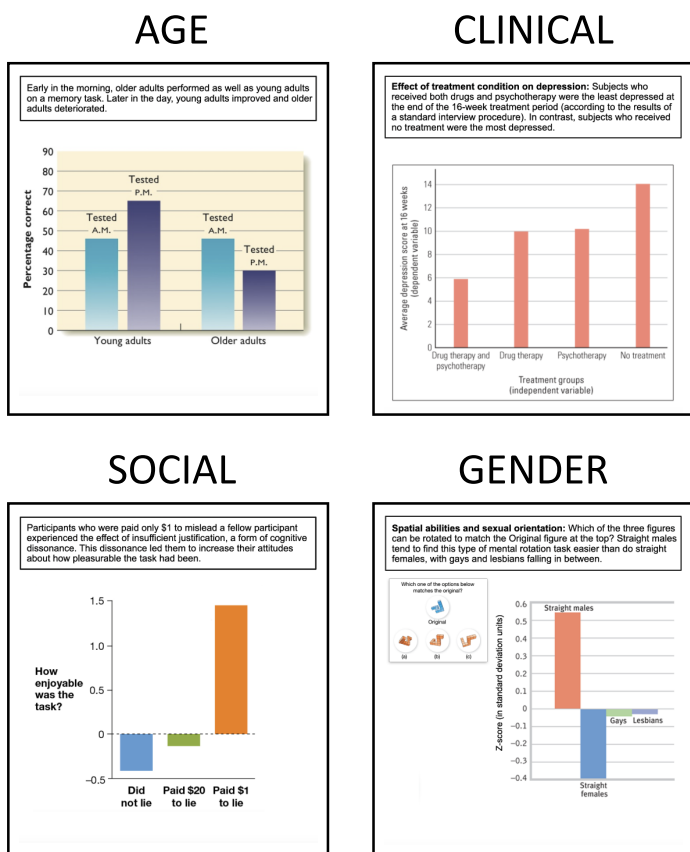 AGE
Early in the morning, older adults performed as well as young adults
on a memory task. Later in the day, young adults improved and older
adults deteriorated.
90
80
70
60
50
40
30
20
10
0
Percentage correct
Tested
A.M.
Tested
P.M.
Tested
A.M.
Tested
P.M.
Young adults
Older adults
CLINICAL
Effect of treatment condition on depression: Subjects who
received both drugs and psychotherapy were the least depressed at
the end of the 16-week treatment period (according to the results of
a standard interview procedure). In contrast, subjects who received
no treatment were the most depressed.
Average depression score at 16 weeks
(dependent variable)
14
12
10
8
6
4
2
0
Drug therapy and
psychotherapy
Drug therapy
Psychotherapy
No treatment
Treatment groups
(independent variable)
SOCIAL
Participants who were paid only $1 to mislead a fellow participant
experienced the effect of insufficient justification, a form of cognitive
dissonance. This dissonance led them to increase their attitudes
about how pleasurable the task had been.
1.5
1.0
0.5
0
−0.5
How
enjoyable
was the
task?
Did
not lie
Paid $20
to lie
Paid $1
to lie
GENDER
Spatial abilities and sexual orientation: Which of the three figures
can be rotated to match the Original figure at the top? Straight males
tend to find this type of mental rotation task easier than do straight
females, with gays and lesbians falling in between.
Which one of the options below
matches the original?
Original
(a)
(b)
(c)
Z-score (in standard deviation units)
0.6
0.5
0.4
0.3
0.2
0.1
0
−0.1
−0.2
−0.3
−0.4
Straight males
Gays
Lesbians
Straight
females